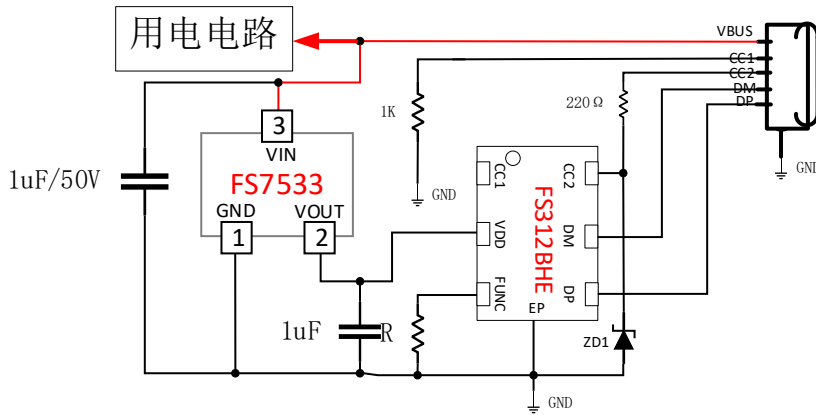 用电电路
VBUS
CC1
CC2
DM
DP
1K
220Ω
3
VIN
1uF/50V
FS7533
GND
VOUT
1
2
GND
GND
CC1
CC2
VDD
DM
FUNC
DP
FS312BHE
EP
1uF
R
ZD1
GND